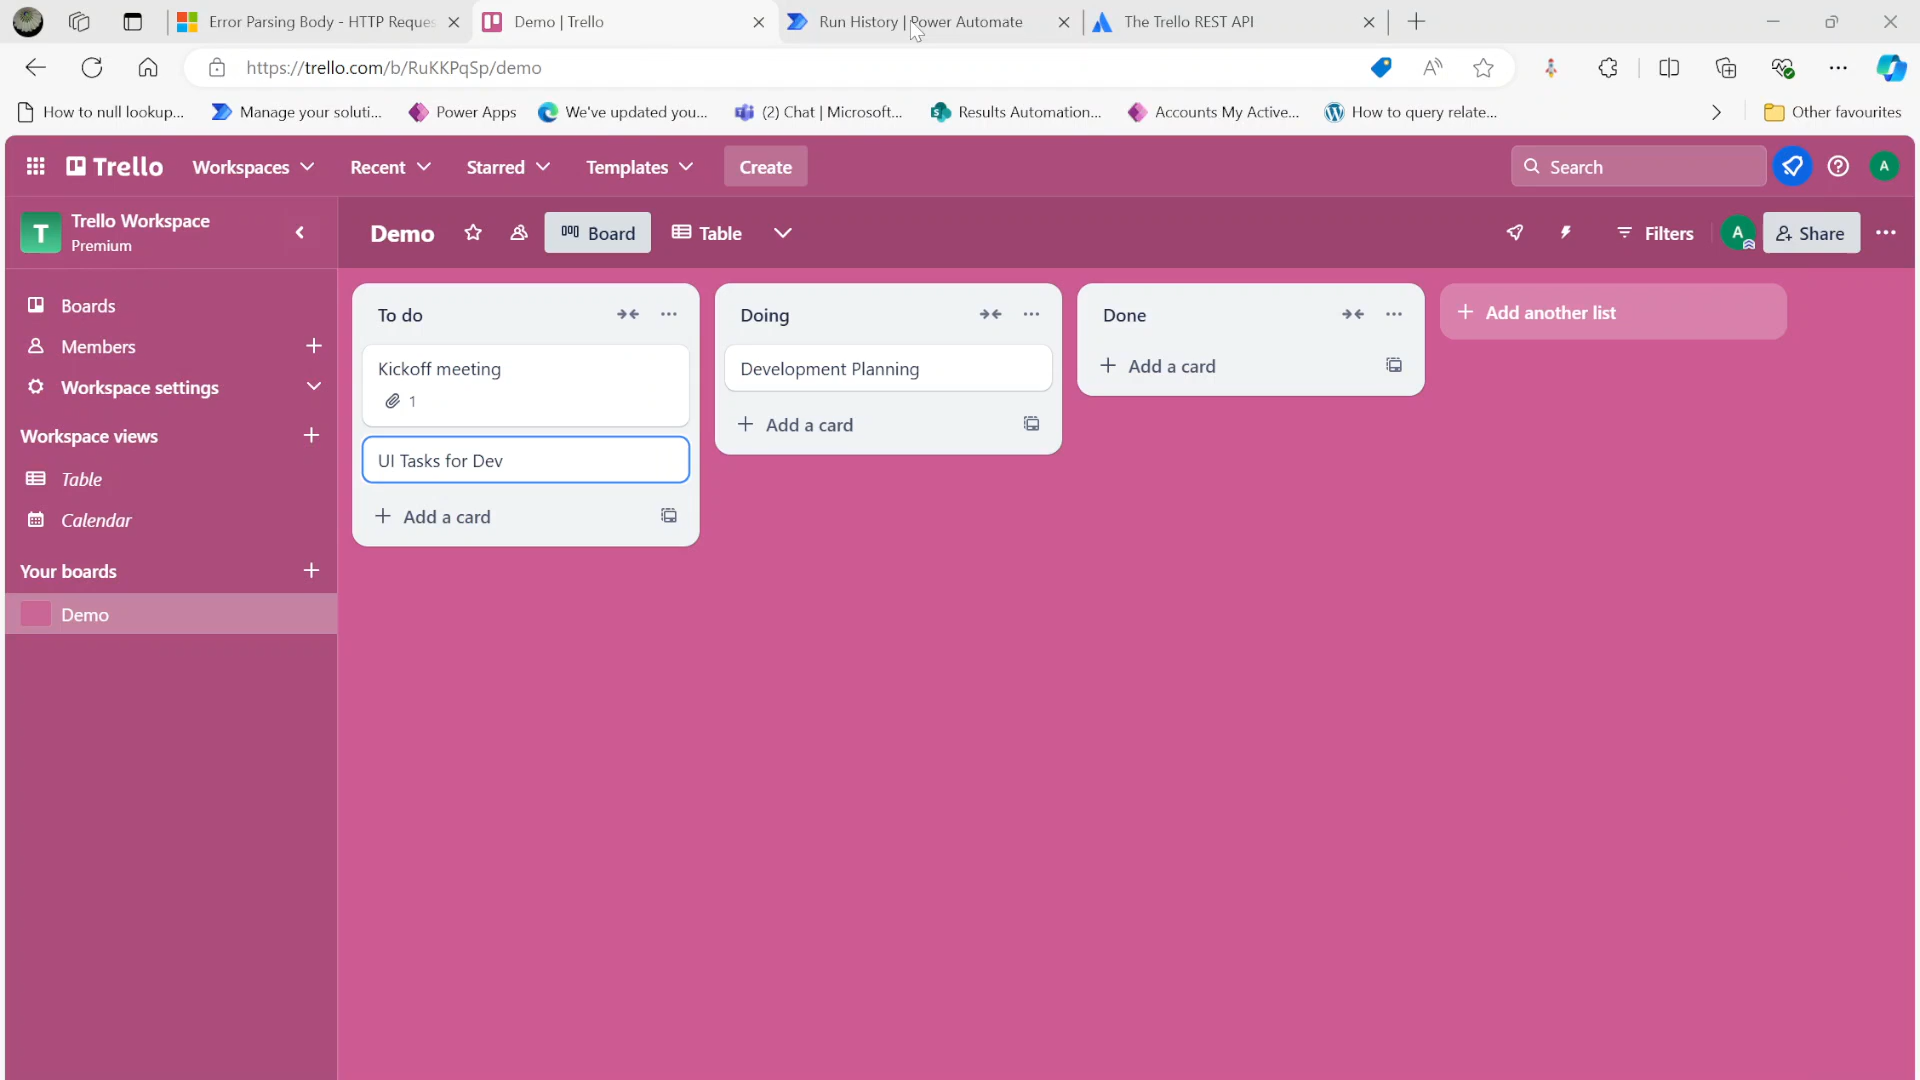 Error Parsing Body - HTTP Reques
Demo | Trello
Run History | Power Automate
The Trello REST API
https://trello.com/b/RuKKPqSp/demo
How to null lookup...
Manage your soluti...
Power Apps
We've updated you...
(2) Chat | Microsoft...
Results Automation...
Accounts My Active...
How to query relate...
Other favourites
Trello
Workspaces
Recent
Starred
Templates
Create
Search
A
T
Trello Workspace
Premium
Demo
Board
Table
Filters
A
Share
Boards
Members
Workspace settings
Workspace views
Table
Calendar
Your boards
Demo
To do
Kickoff meeting
1
UI Tasks for Dev
Add a card
Doing
Development Planning
Add a card
Done
Add a card
Add another list